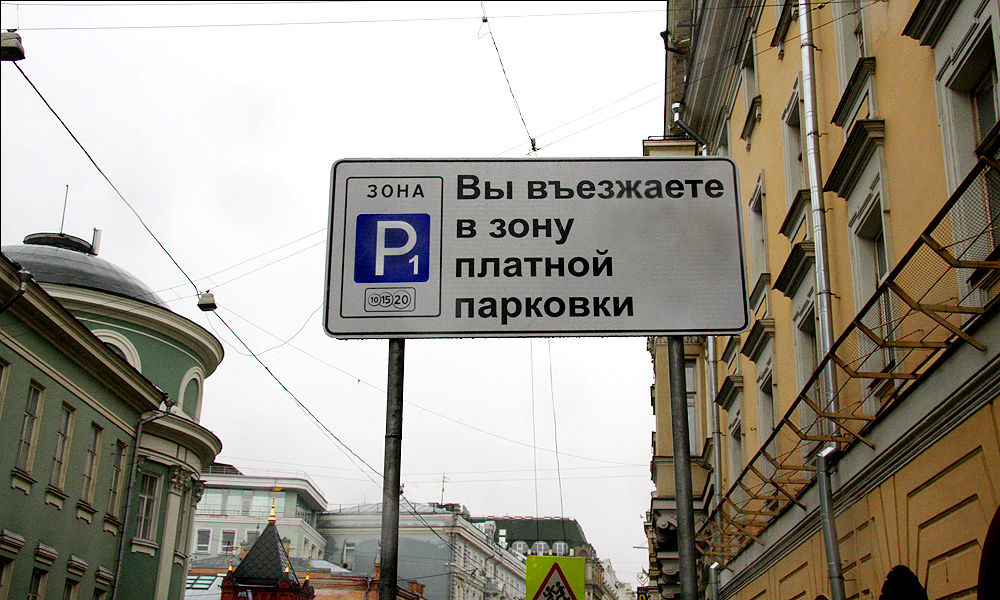 ЗОНА
P1
10 15 20
Вы въезжаете
в зону
платной
парковки